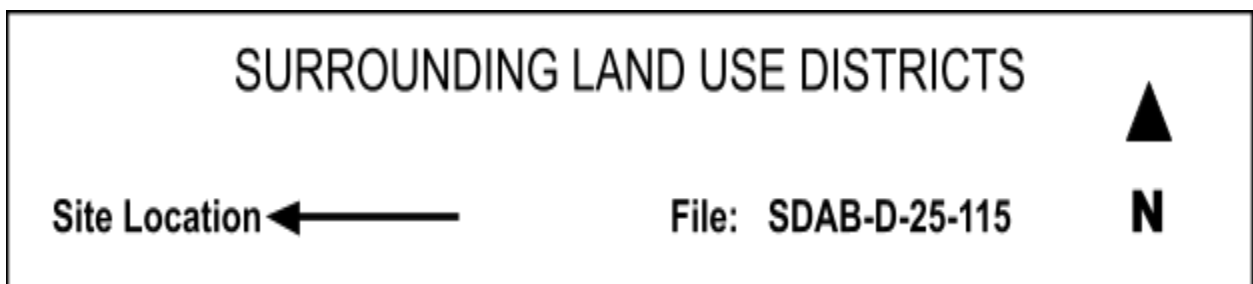 SURROUNDING LAND USE DISTRICTS
Site Location File: SDAB-D-25-115 N